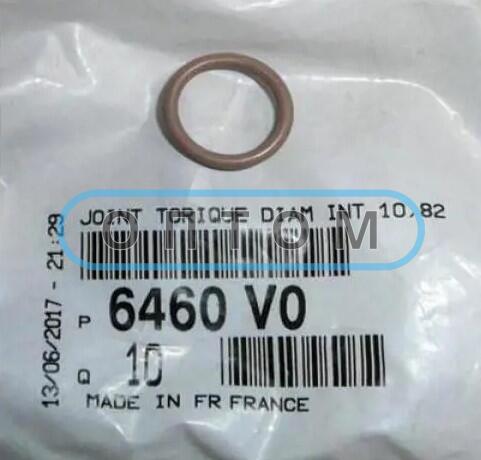 JOINT TORIQUE DIAM INT 10,82
ОПТОМ
P 6460 V0
Q 10
MADE IN FR FRANCE
13/06/2017 - 21:29